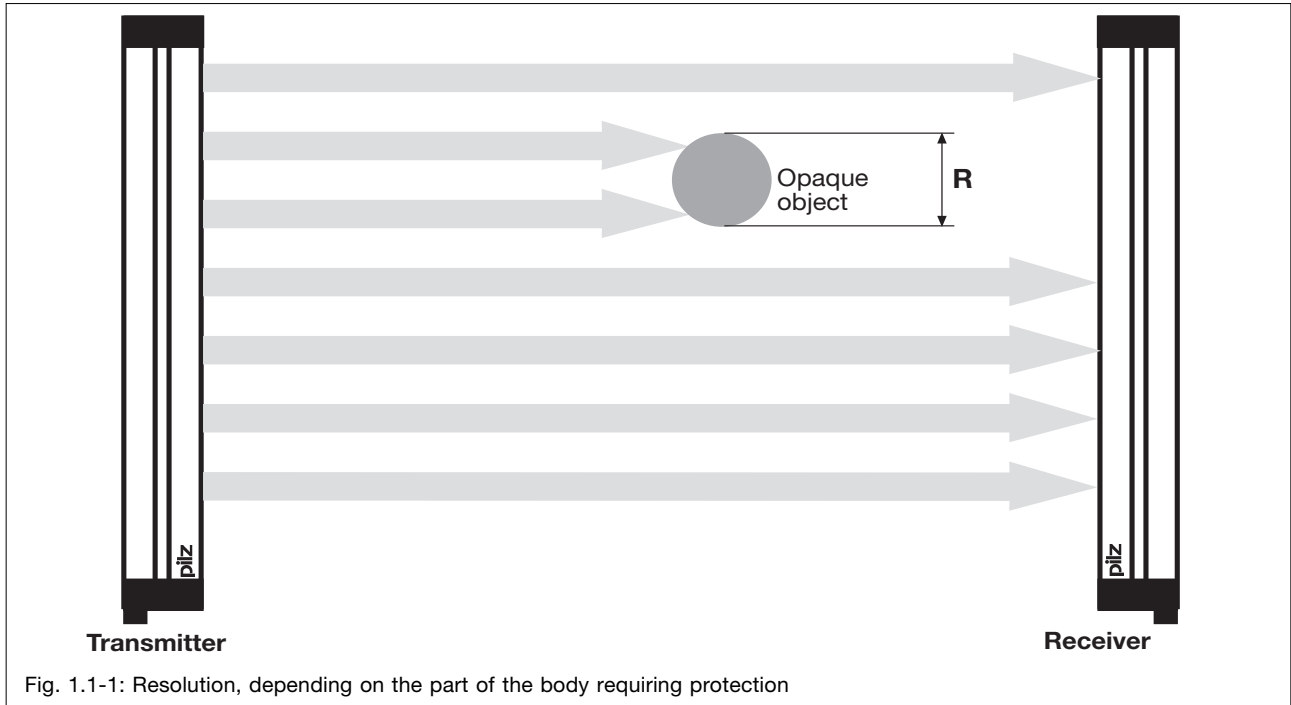 Opaque
object
R
pilz
pilz
Transmitter
Receiver
Fig. 1.1-1: Resolution, depending on the part of the body requiring protection